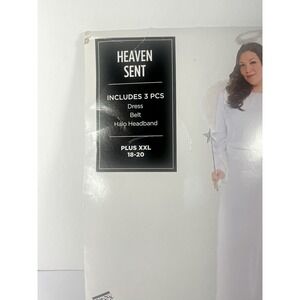 HEAVEN
SENT
INCLUDES 3 PCS
Dress
Belt
Halo Headband
PLUS XXL
18-20